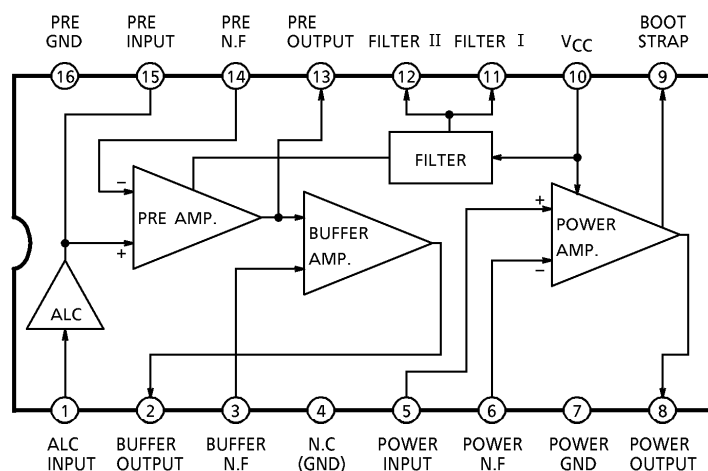 PRE GND
PRE INPUT
PRE N.F
PRE OUTPUT
FILTER II
FILTER I
VCC
BOOT STRAP
16
15
14
13
12
11
10
9
FILTER
−
PRE AMP.
+
BUFFER AMP.
+
POWER AMP.
−
ALC
1
2
3
4
5
6
7
8
ALC INPUT
BUFFER OUTPUT
BUFFER N.F
N.C (GND)
POWER INPUT
POWER N.F
POWER GND
POWER OUTPUT